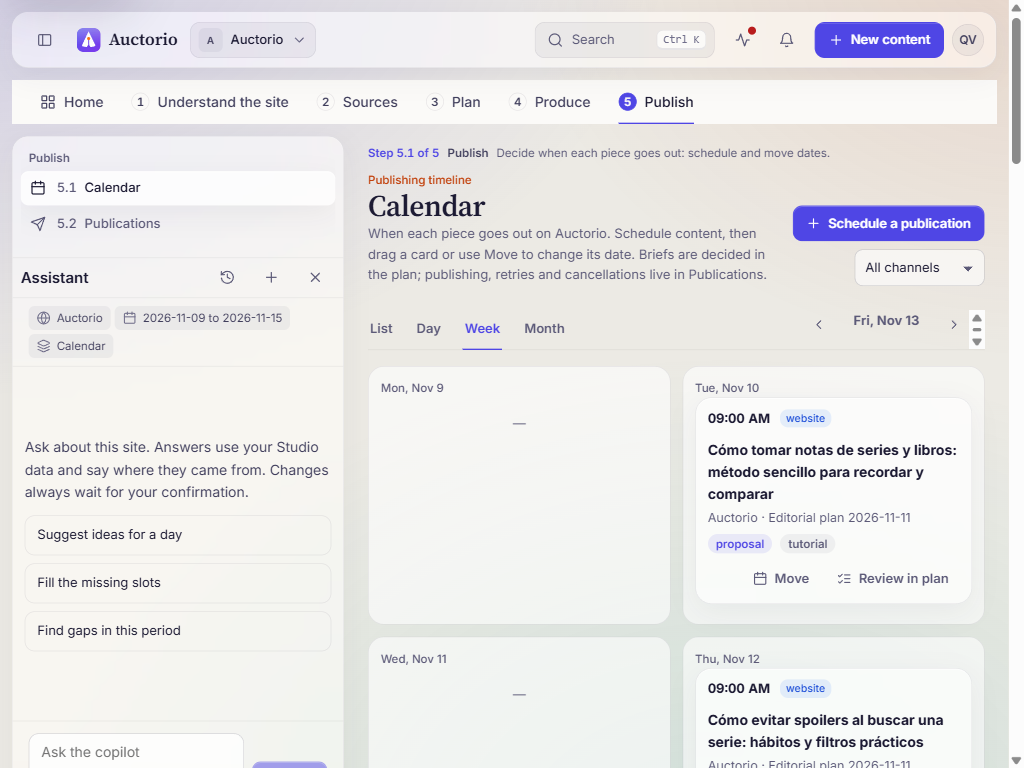 Auctorio
A Auctorio
Search Ctrl K
New content
QV
Home
1 Understand the site
2 Sources
3 Plan
4 Produce
5 Publish
Publish
5.1 Calendar
5.2 Publications
Assistant
Auctorio
2026-11-09 to 2026-11-15
Calendar
Ask about this site. Answers use your Studio
data and say where they came from. Changes
always wait for your confirmation.
Suggest ideas for a day
Fill the missing slots
Find gaps in this period
Ask the copilot
Step 5.1 of 5 Publish Decide when each piece goes out: schedule and move dates.
Publishing timeline
Calendar
When each piece goes out on Auctorio. Schedule content, then
drag a card or use Move to change its date. Briefs are decided in
the plan; publishing, retries and cancellations live in Publications.
Schedule a publication
All channels
List Day Week Month
Fri, Nov 13
Mon, Nov 9
—
Tue, Nov 10
09:00 AM website
Cómo tomar notas de series y libros:
método sencillo para recordar y
comparar
Auctorio · Editorial plan 2026-11-11
proposal tutorial
Move Review in plan
Wed, Nov 11
—
Thu, Nov 12
09:00 AM website
Cómo evitar spoilers al buscar una
serie: hábitos y filtros prácticos
Auctorio · Editorial plan 2026-11-11